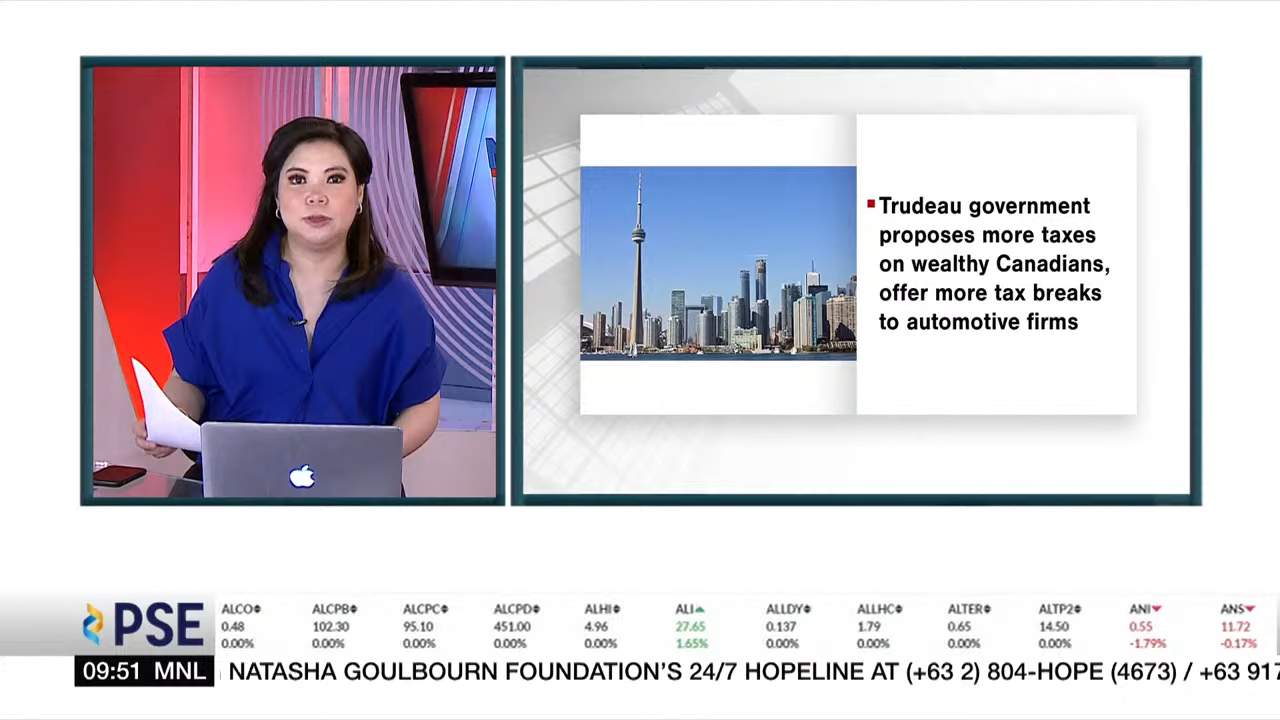 Trudeau government
proposes more taxes
on wealthy Canadians,
offer more tax breaks
to automotive firms
PSE
ALCO ALCPB ALCPC ALCPD ALHI ALI ALLDY ALLHC ALTER ALTP2 ANI ANS
0.48 102.30 95.10 451.00 4.96 27.65 0.137 1.79 0.65 14.50 0.55 11.72
0.00% 0.00% 0.00% 0.00% 0.00% 1.65% 0.00% 0.00% 0.00% 0.00% -1.79% -0.17%
09:51 MNL NATASHA GOULBOURN FOUNDATION'S 24/7 HOPELINE AT (+63 2) 804-HOPE (4673) / +63 917